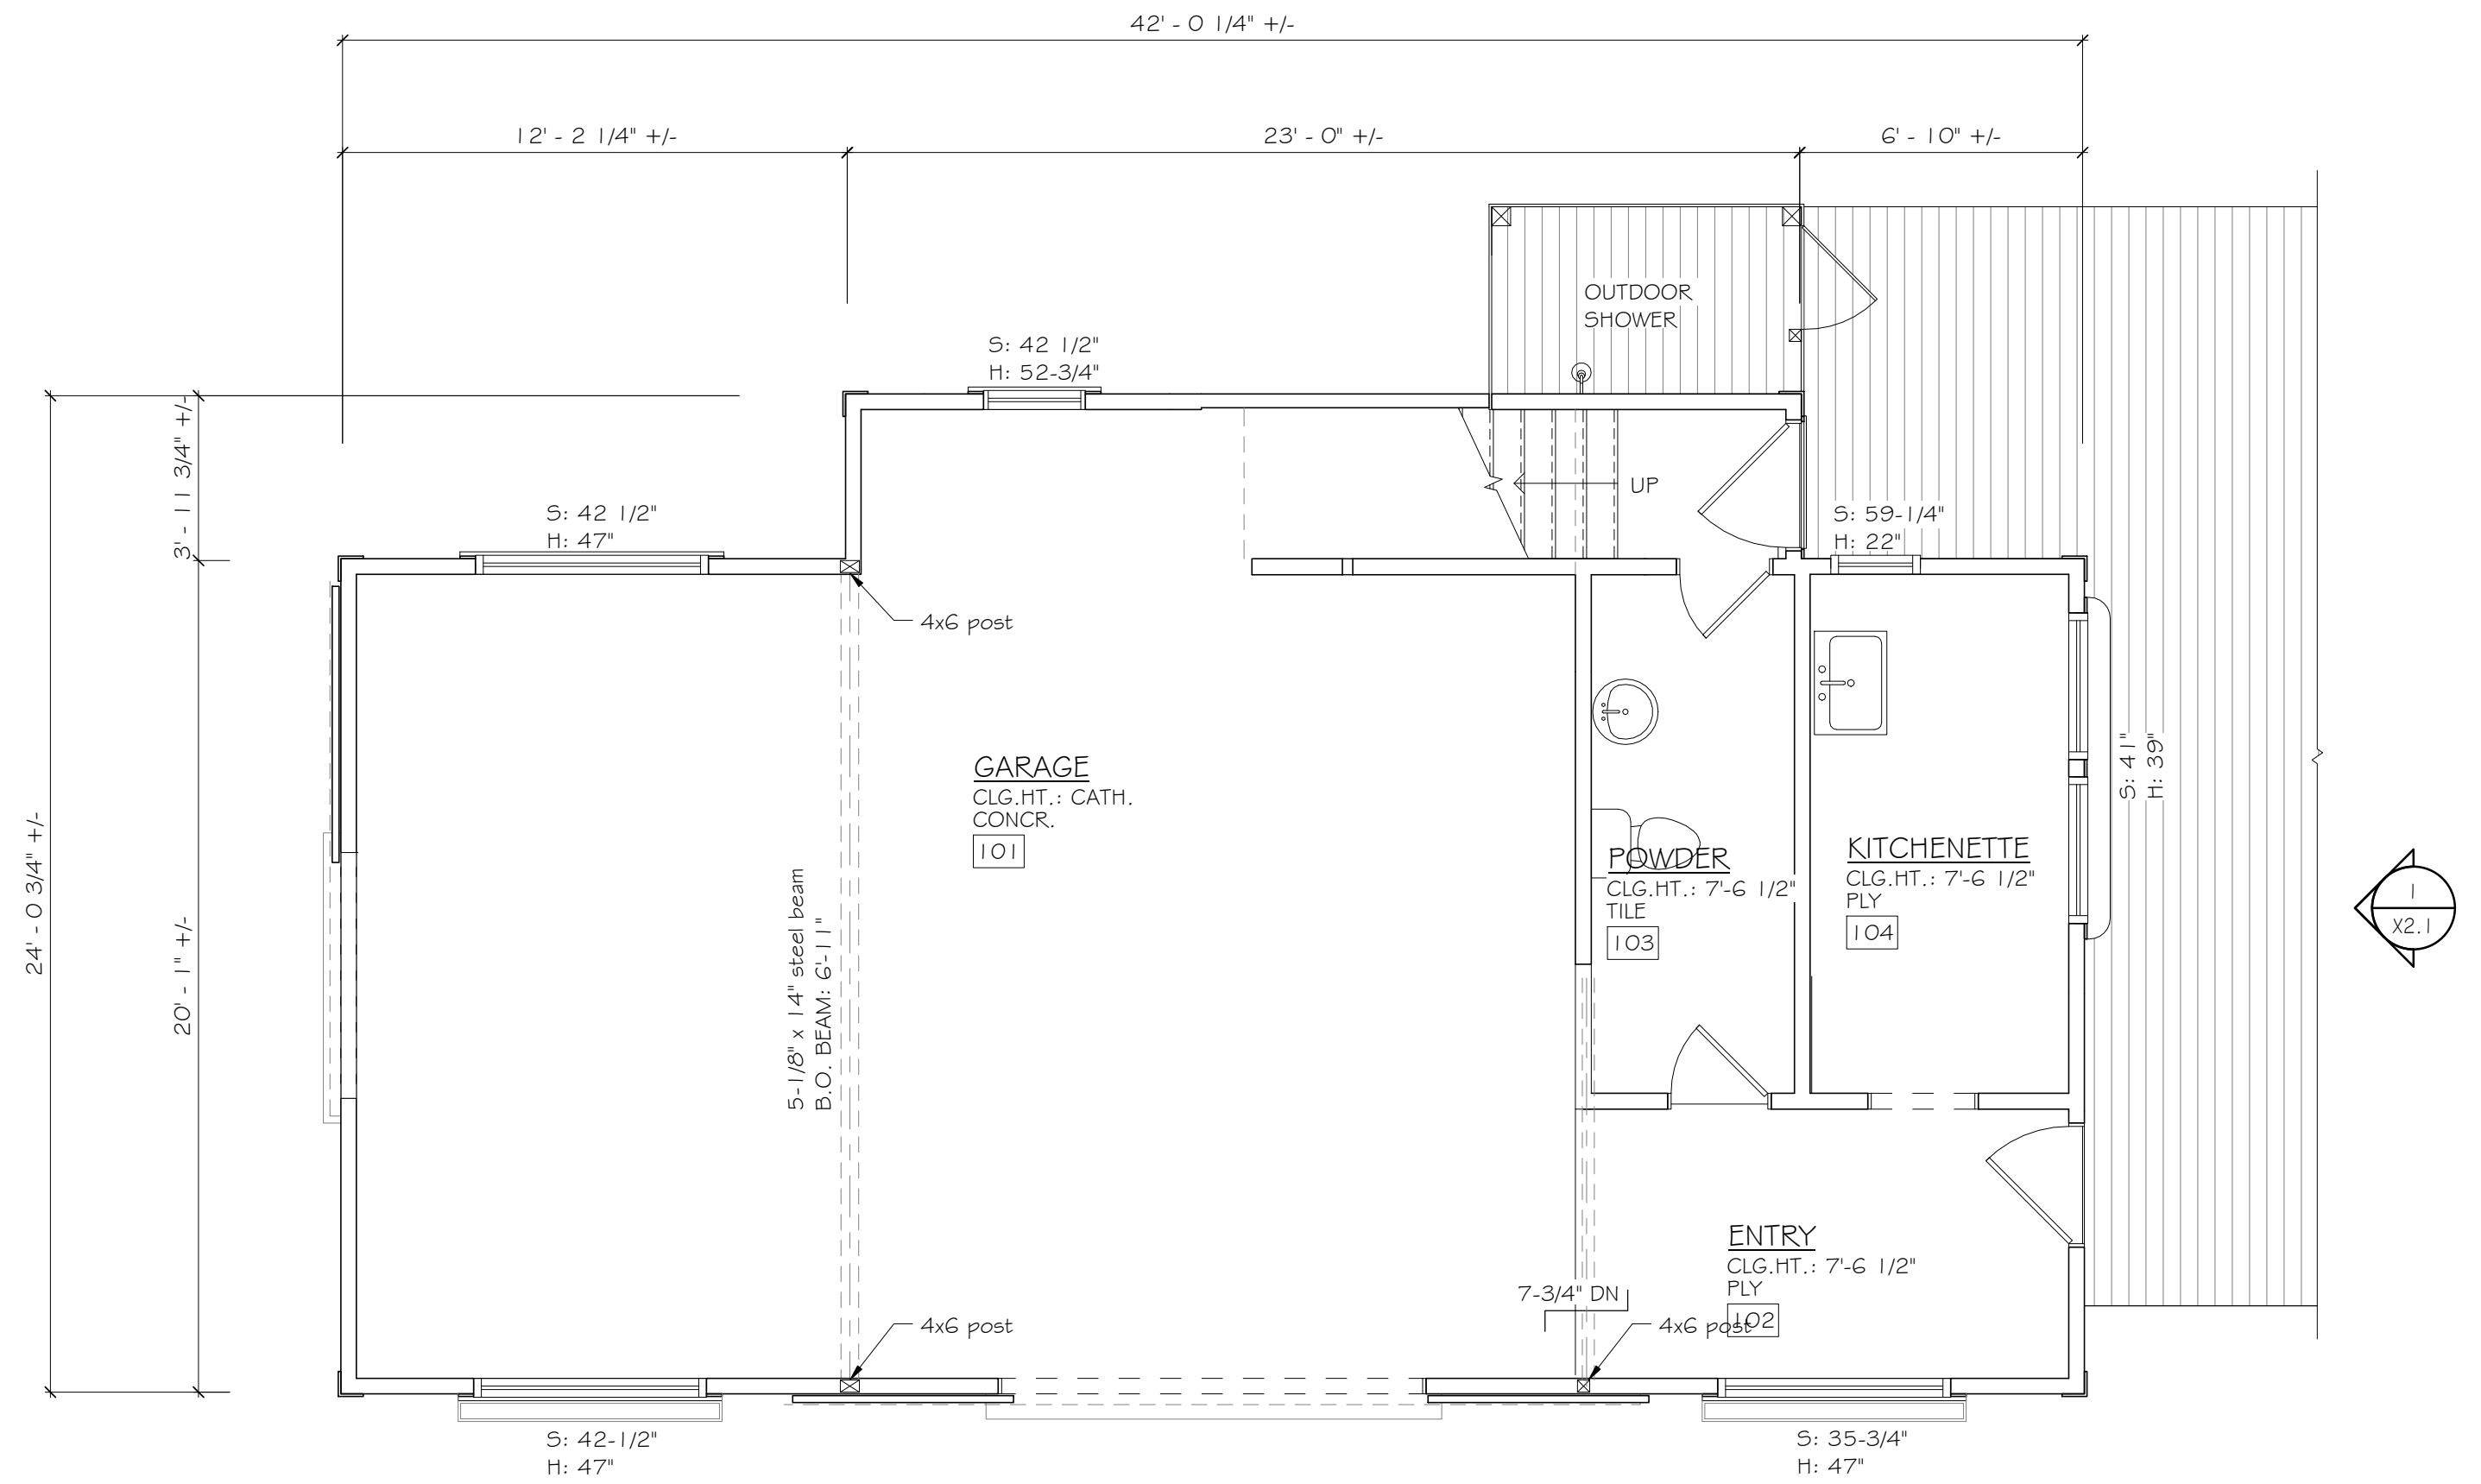 42' - 0 1/4" +/-
12' - 2 1/4" +/-
23' - 0" +/-
6' - 10" +/-
OUTDOOR
SHOWER
S: 42 1/2"
H: 52-3/4"
3' - 11 3/4" +/-
S: 42 1/2"
H: 47"
UP
S: 59-1/4"
H: 22"
4x6 post
24' - 0 3/4" +/-
20' - 1" +/-
GARAGE
CLG.HT.: CATH.
CONCR.
101
5-1/8" x 14" steel beam
B.O. BEAM: 6'-11"
POWDER
CLG.HT.: 7'-6 1/2"
TILE
103
KITCHENETTE
CLG.HT.: 7'-6 1/2"
PLY
104
S: 41"
H: 39"
1
X2.1
ENTRY
CLG.HT.: 7'-6 1/2"
PLY
102
7-3/4" DN
4x6 post
4x6 post
S: 42-1/2"
H: 47"
S: 35-3/4"
H: 47"